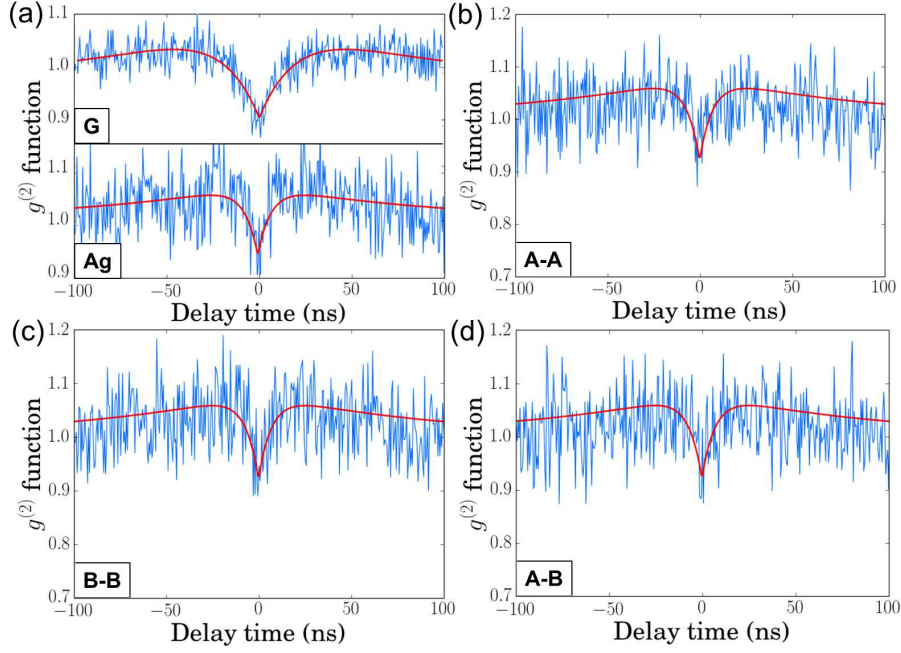 (a)
1.1
1.0
0.9
G
1.1
1.0
0.9
Ag
g(2) function
−100 −50 0 50 100
Delay time (ns)
(b)
1.2
1.1
1.0
0.9
0.8
0.7
g(2) function
A-A
−100 −50 0 50 100
Delay time (ns)
(c)
1.2
1.1
1.0
0.9
0.8
0.7
g(2) function
B-B
−100 −50 0 50 100
Delay time (ns)
(d)
1.2
1.1
1.0
0.9
0.8
0.7
g(2) function
A-B
−100 −50 0 50 100
Delay time (ns)